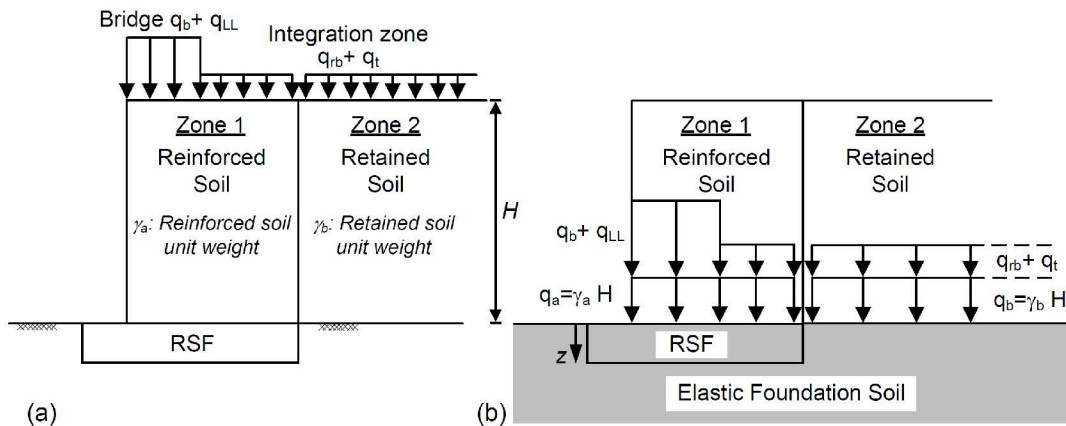 Bridge q_b+ q_LL
Integration zone
q_rb+ q_t
Zone 1
Reinforced
Soil
γ_a: Reinforced soil
unit weight
Zone 2
Retained
Soil
γ_b: Retained soil
unit weight
H
RSF
(a)
Zone 1
Reinforced
Soil
Zone 2
Retained
Soil
q_b + q_LL
q_rb+ q_t
q_a=γ_a H
q_b=γ_b H
z
RSF
Elastic Foundation Soil
(b)